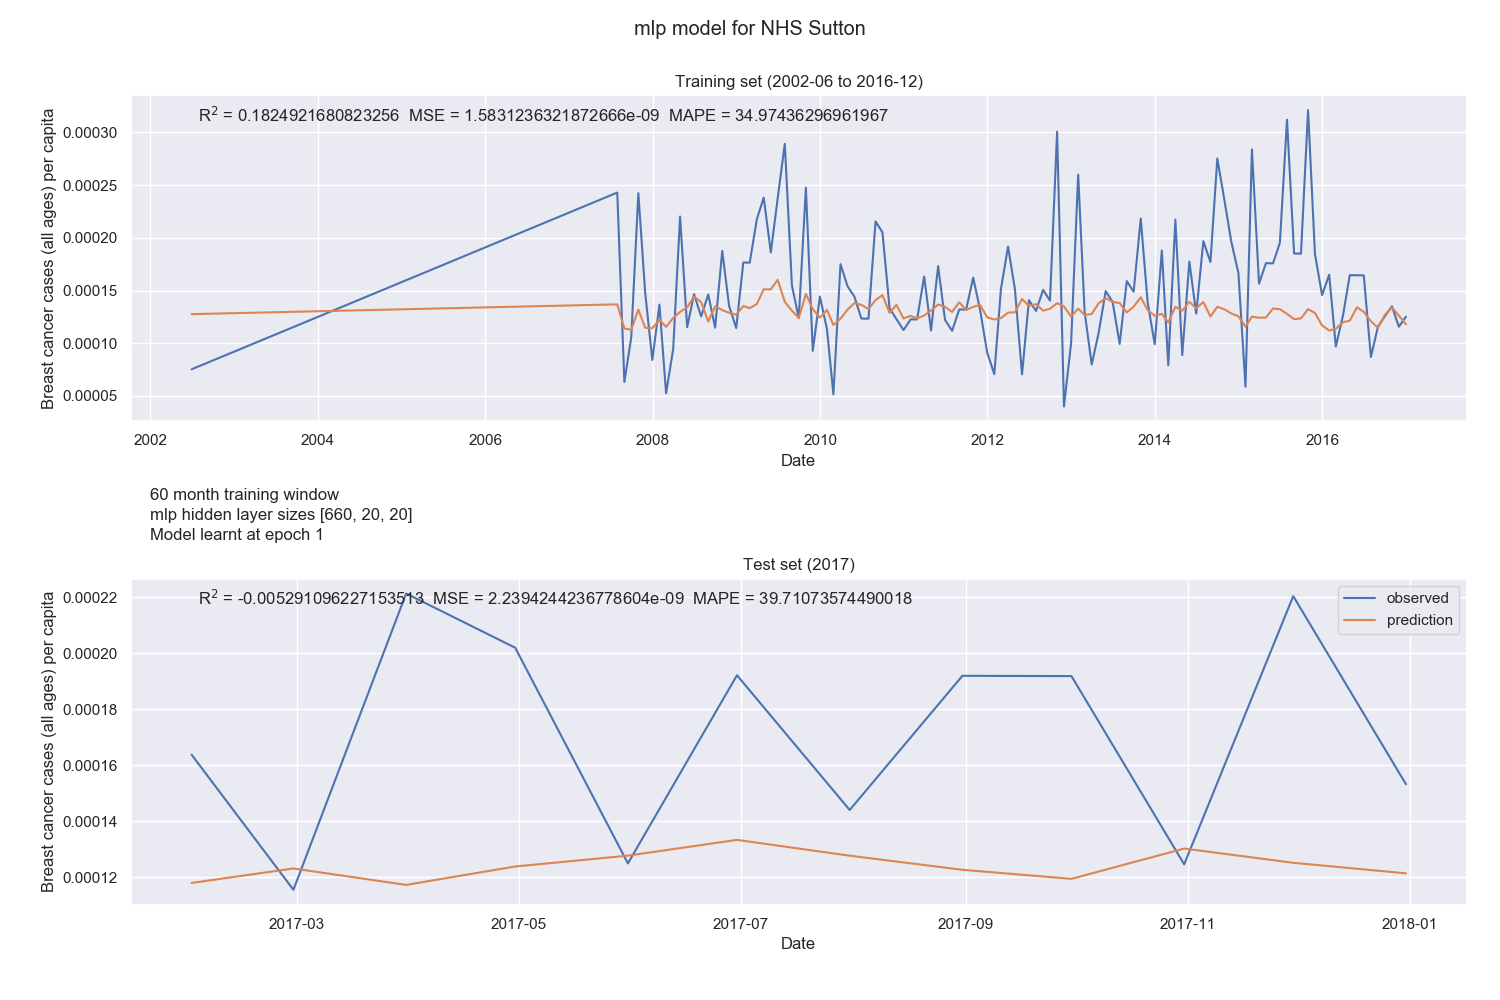 mlp model for NHS Sutton
Training set (2002-06 to 2016-12)
R² = 0.1824921680823256 MSE = 1.5831236321872666e-09 MAPE = 34.97436296961967
Breast cancer cases (all ages) per capita
0.00030
0.00025
0.00020
0.00015
0.00010
0.00005
2002 2004 2006 2008 2010 2012 2014 2016
Date
60 month training window
mlp hidden layer sizes [660, 20, 20]
Model learnt at epoch 1
Test set (2017)
R² = -0.005291096227153513 MSE = 2.2394244236778604e-09 MAPE = 39.71073574490018
observed
prediction
Breast cancer cases (all ages) per capita
0.00022
0.00020
0.00018
0.00016
0.00014
0.00012
2017-03 2017-05 2017-07 2017-09 2017-11 2018-01
Date